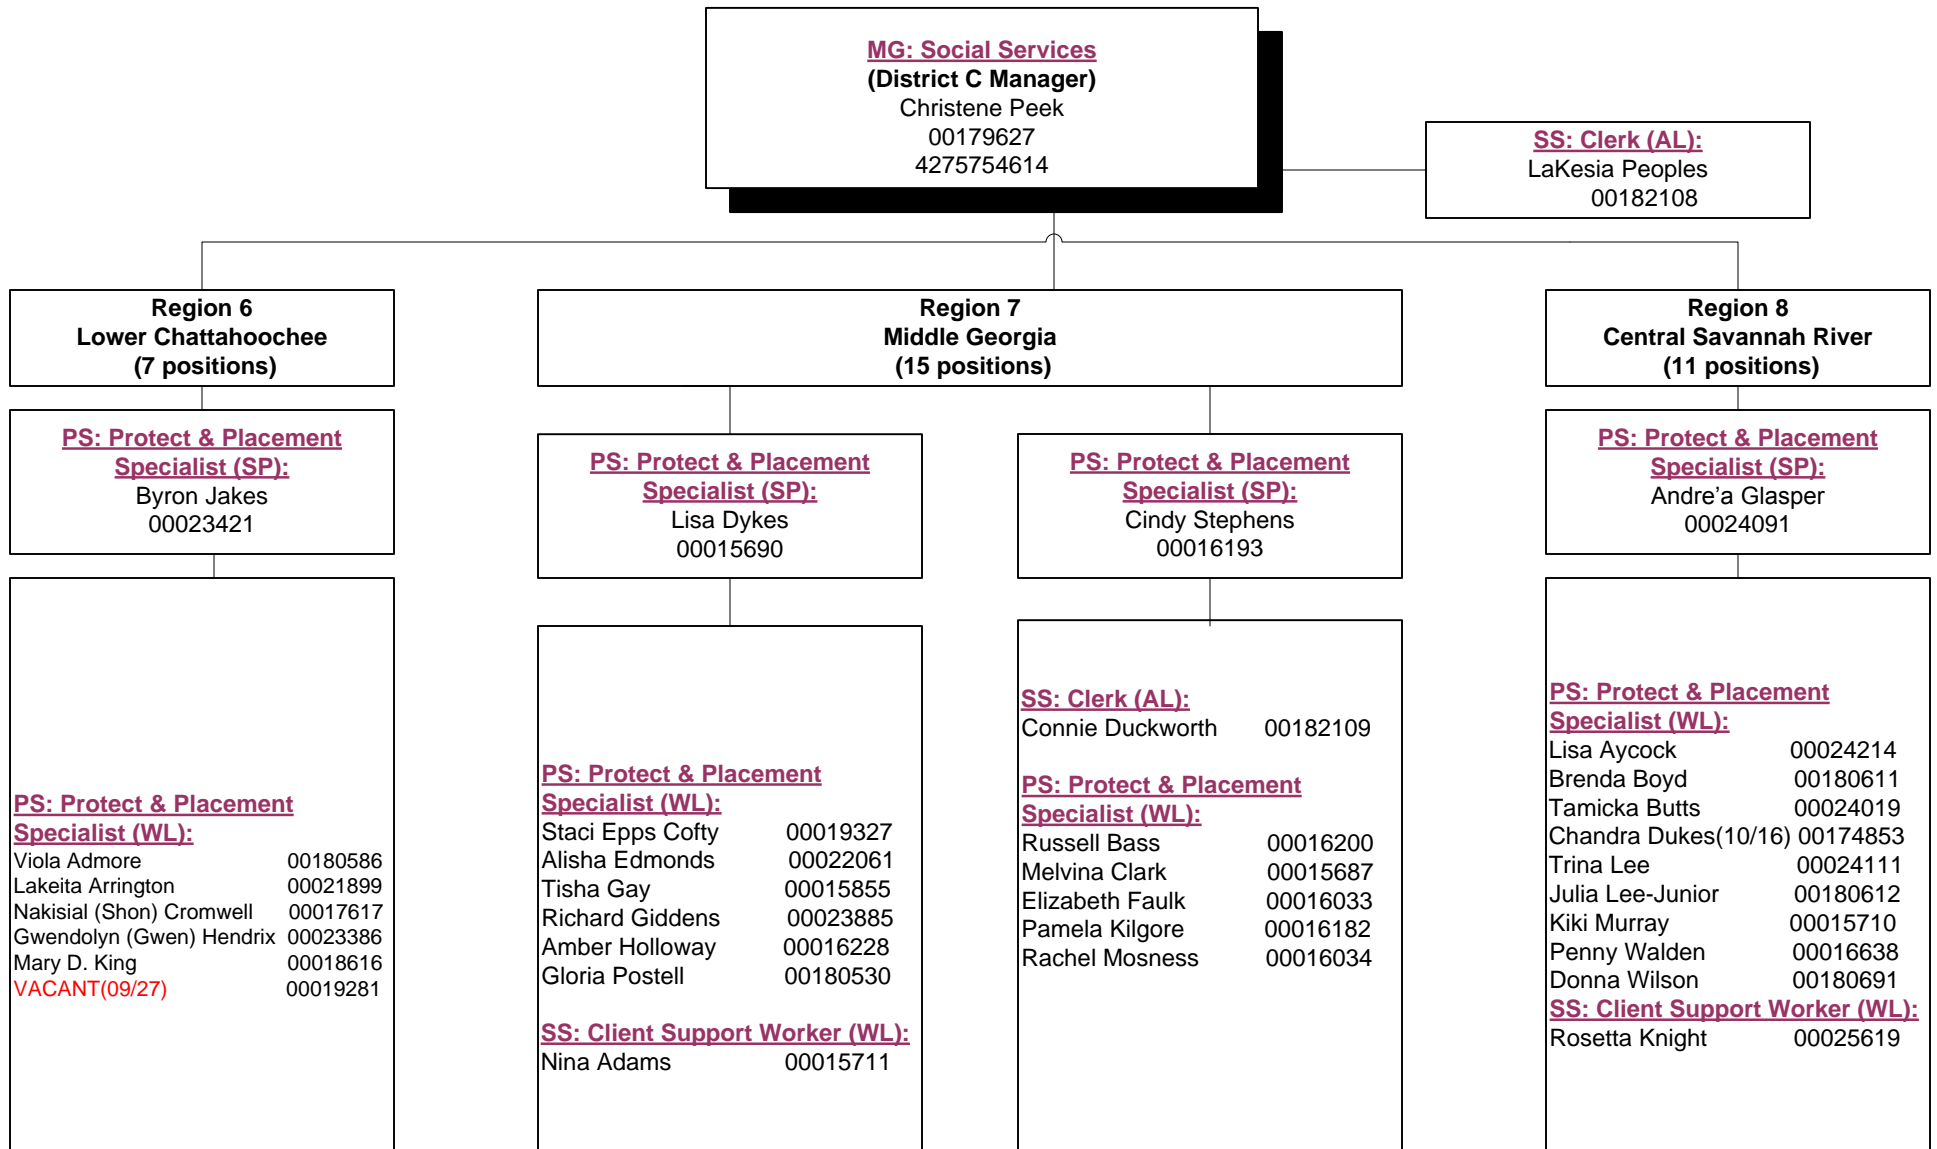 MG: Social Services
(District C Manager)
Christene Peek
00179627
4275754614
SS: Clerk (AL):
LaKesia Peoples
00182108
Region 6
Lower Chattahoochee
(7 positions)
Region 7
Middle Georgia
(15 positions)
Region 8
Central Savannah River
(11 positions)
PS: Protect & Placement
Specialist (SP):
Byron Jakes
00023421
PS: Protect & Placement
Specialist (SP):
Lisa Dykes
00015690
PS: Protect & Placement
Specialist (SP):
Cindy Stephens
00016193
PS: Protect & Placement
Specialist (SP):
Andre’a Glasper
00024091
PS: Protect & Placement
Specialist (WL):
Viola Admore 00180586
Lakeita Arrington 00021899
Nakisial (Shon) Cromwell 00017617
Gwendolyn (Gwen) Hendrix 00023386
Mary D. King 00018616
VACANT(09/27) 00019281
PS: Protect & Placement
Specialist (WL):
Staci Epps Cofty 00019327
Alisha Edmonds 00022061
Tisha Gay 00015855
Richard Giddens 00023885
Amber Holloway 00016228
Gloria Postell 00180530
SS: Client Support Worker (WL):
Nina Adams 00015711
SS: Clerk (AL):
Connie Duckworth 00182109
PS: Protect & Placement
Specialist (WL):
Russell Bass 00016200
Melvina Clark 00015687
Elizabeth Faulk 00016033
Pamela Kilgore 00016182
Rachel Mosness 00016034
PS: Protect & Placement
Specialist (WL):
Lisa Aycock 00024214
Brenda Boyd 00180611
Tamicka Butts 00024019
Chandra Dukes(10/16) 00174853
Trina Lee 00024111
Julia Lee-Junior 00180612
Kiki Murray 00015710
Penny Walden 00016638
Donna Wilson 00180691
SS: Client Support Worker (WL):
Rosetta Knight 00025619